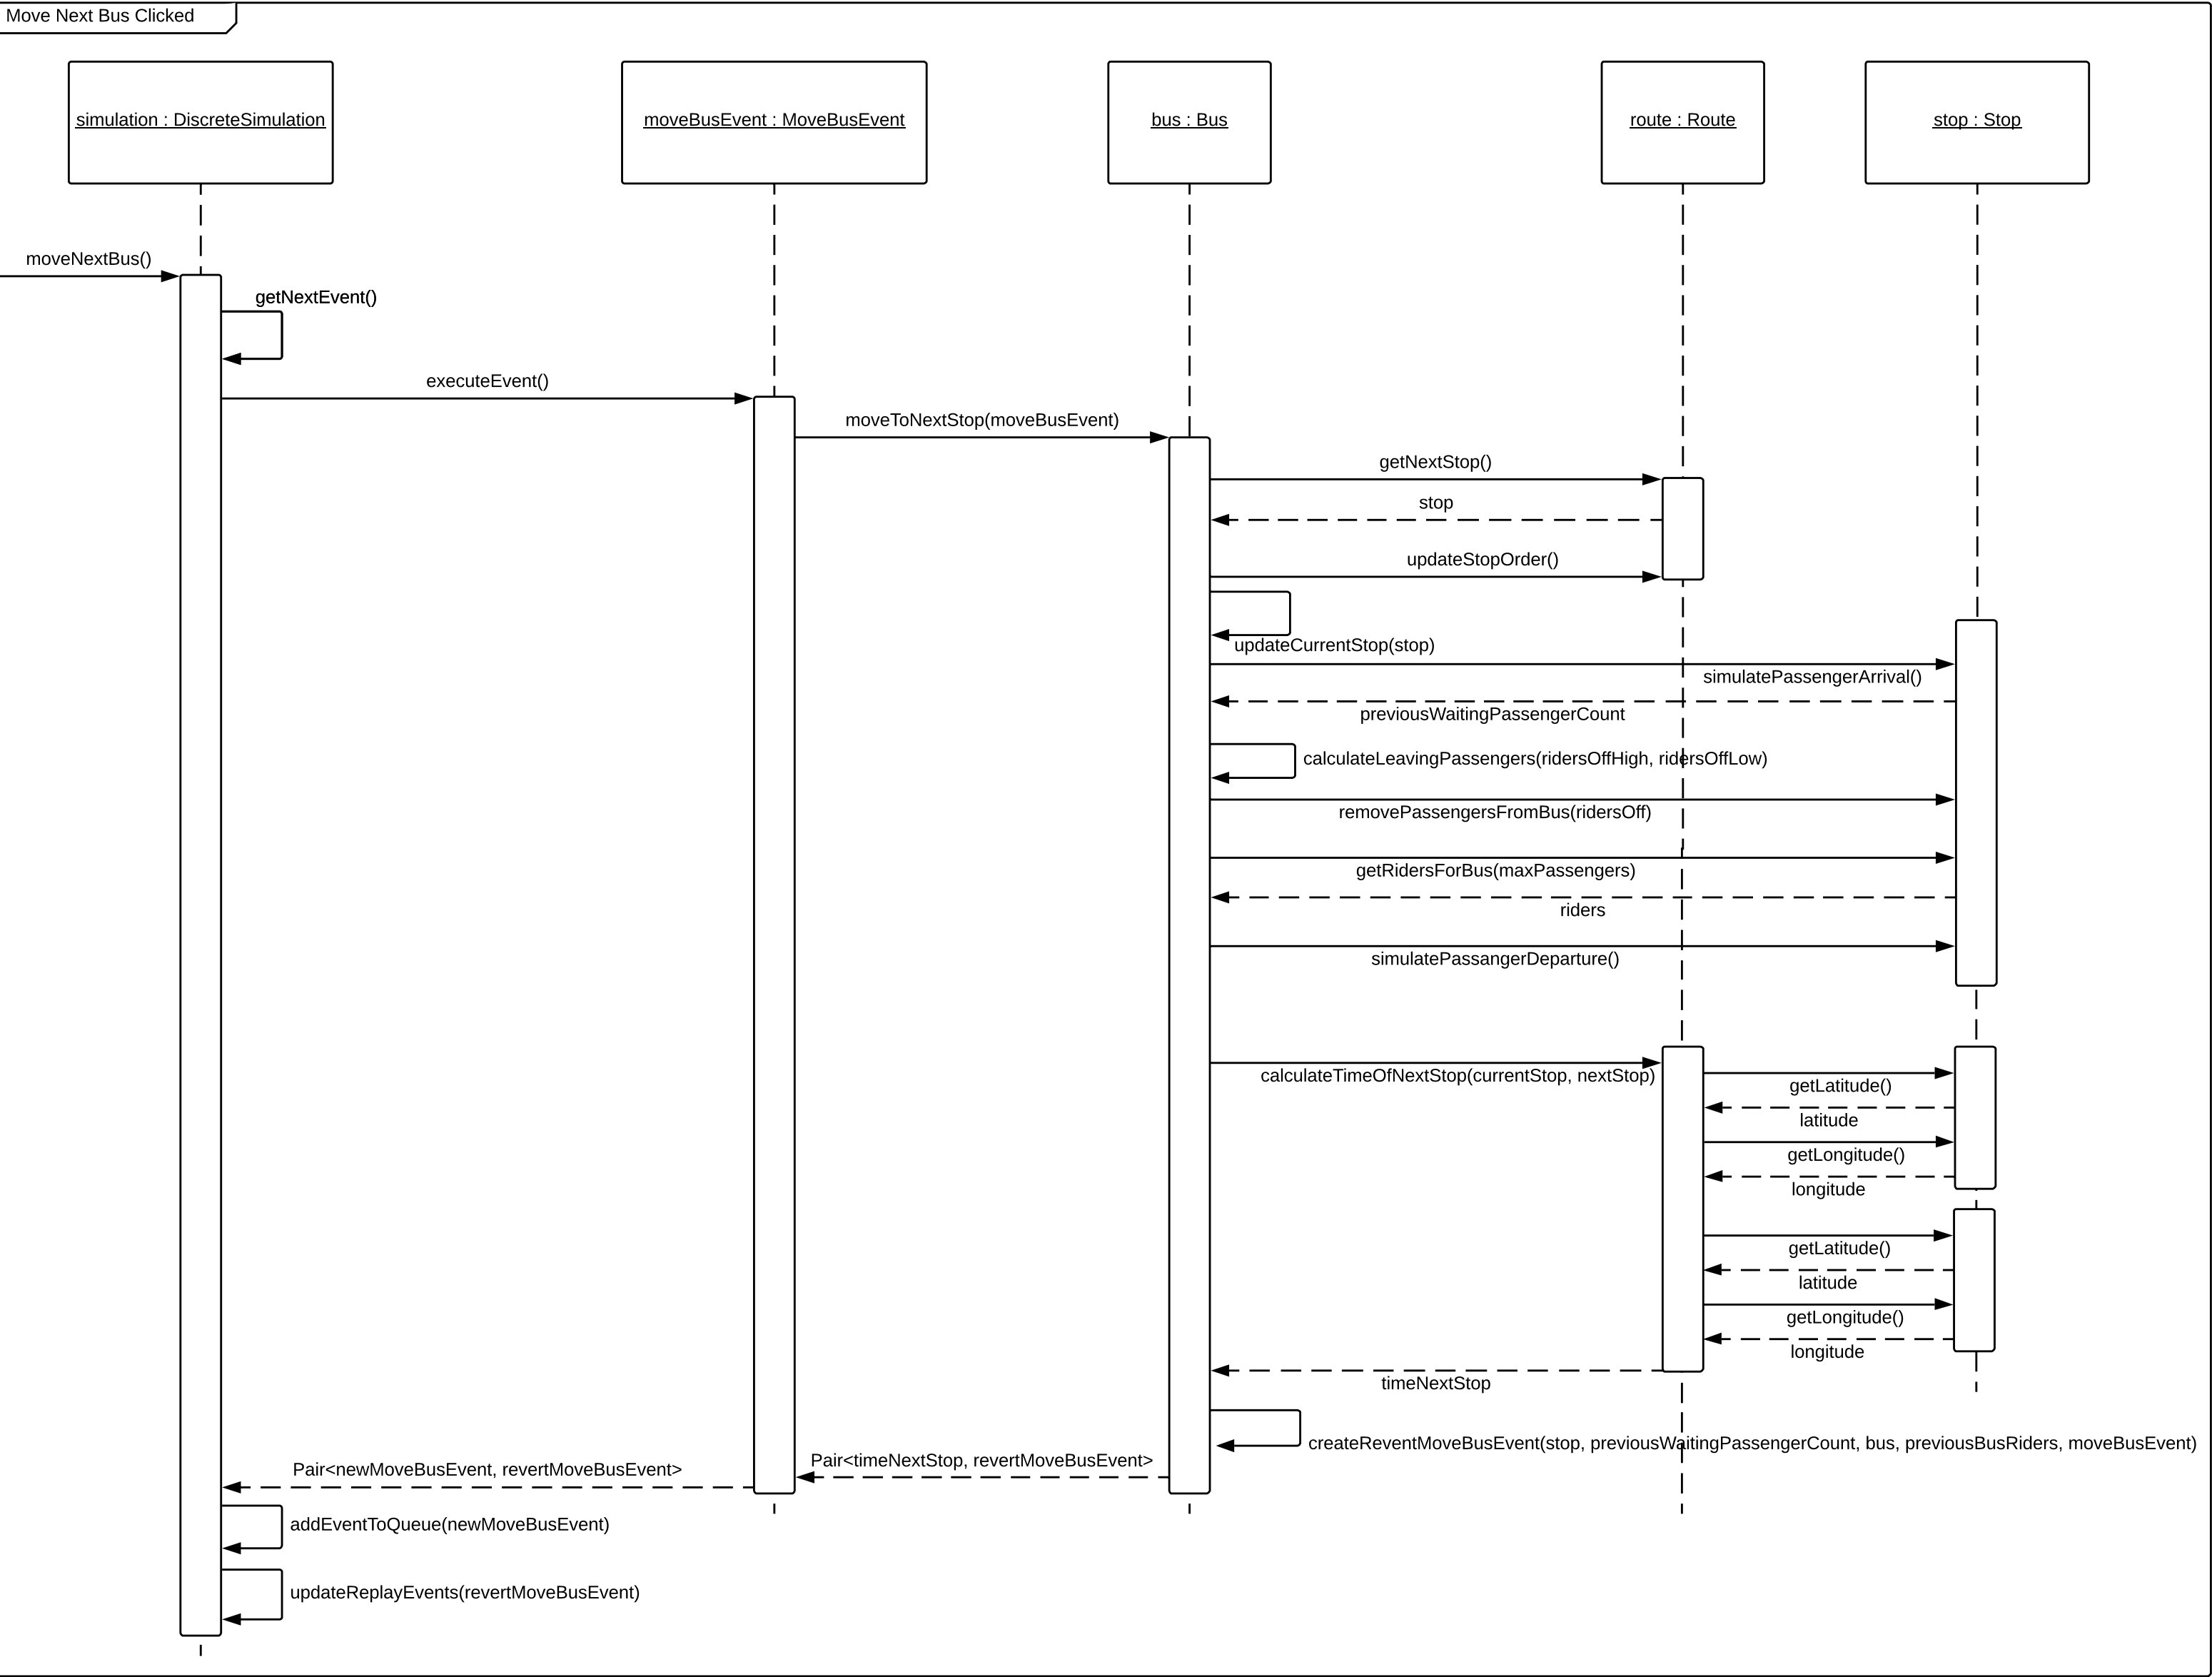 Move Next Bus Clicked
simulation : DiscreteSimulation
moveBusEvent : MoveBusEvent
bus : Bus
route : Route
stop : Stop
moveNextBus()
getNextEvent()
executeEvent()
moveToNextStop(moveBusEvent)
getNextStop()
stop
updateStopOrder()
updateCurrentStop(stop)
simulatePassengerArrival()
previousWaitingPassengerCount
calculateLeavingPassengers(ridersOffHigh, ridersOffLow)
removePassengersFromBus(ridersOff)
getRidersForBus(maxPassengers)
riders
simulatePassangerDeparture()
calculateTimeOfNextStop(currentStop, nextStop)
getLatitude()
latitude
getLongitude()
longitude
getLatitude()
latitude
getLongitude()
longitude
timeNextStop
createReventMoveBusEvent(stop, previousWaitingPassengerCount, bus, previousBusRiders, moveBusEvent)
Pair<timeNextStop, revertMoveBusEvent>
Pair<newMoveBusEvent, revertMoveBusEvent>
addEventToQueue(newMoveBusEvent)
updateReplayEvents(revertMoveBusEvent)